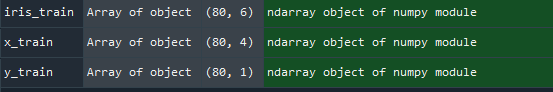 iris_train Array of object (80, 6) ndarray object of numpy module
x_train Array of object (80, 4) ndarray object of numpy module
y_train Array of object (80, 1) ndarray object of numpy module